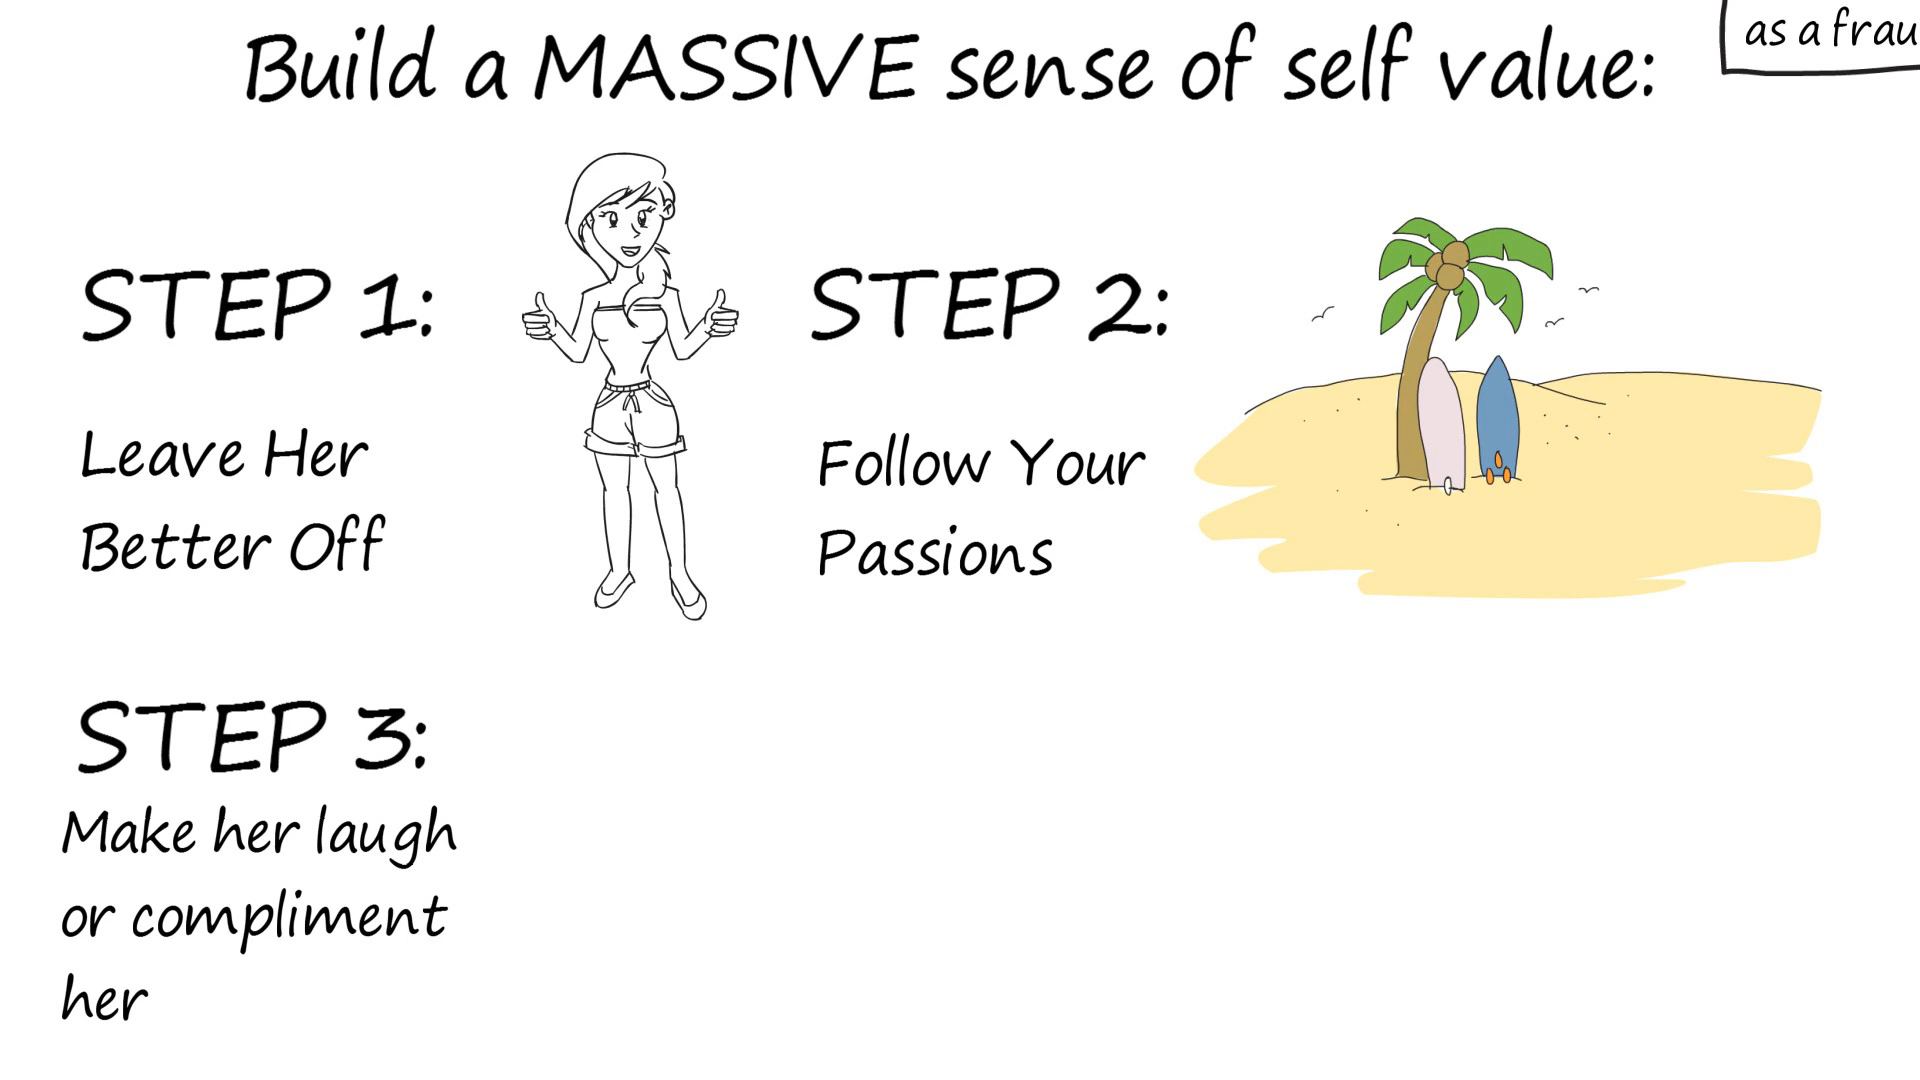 Build a MASSIVE sense of self value:
as a frau
STEP 1:
Leave Her
Better Off
STEP 2:
Follow Your
Passions
STEP 3:
Make her laugh
or compliment
her